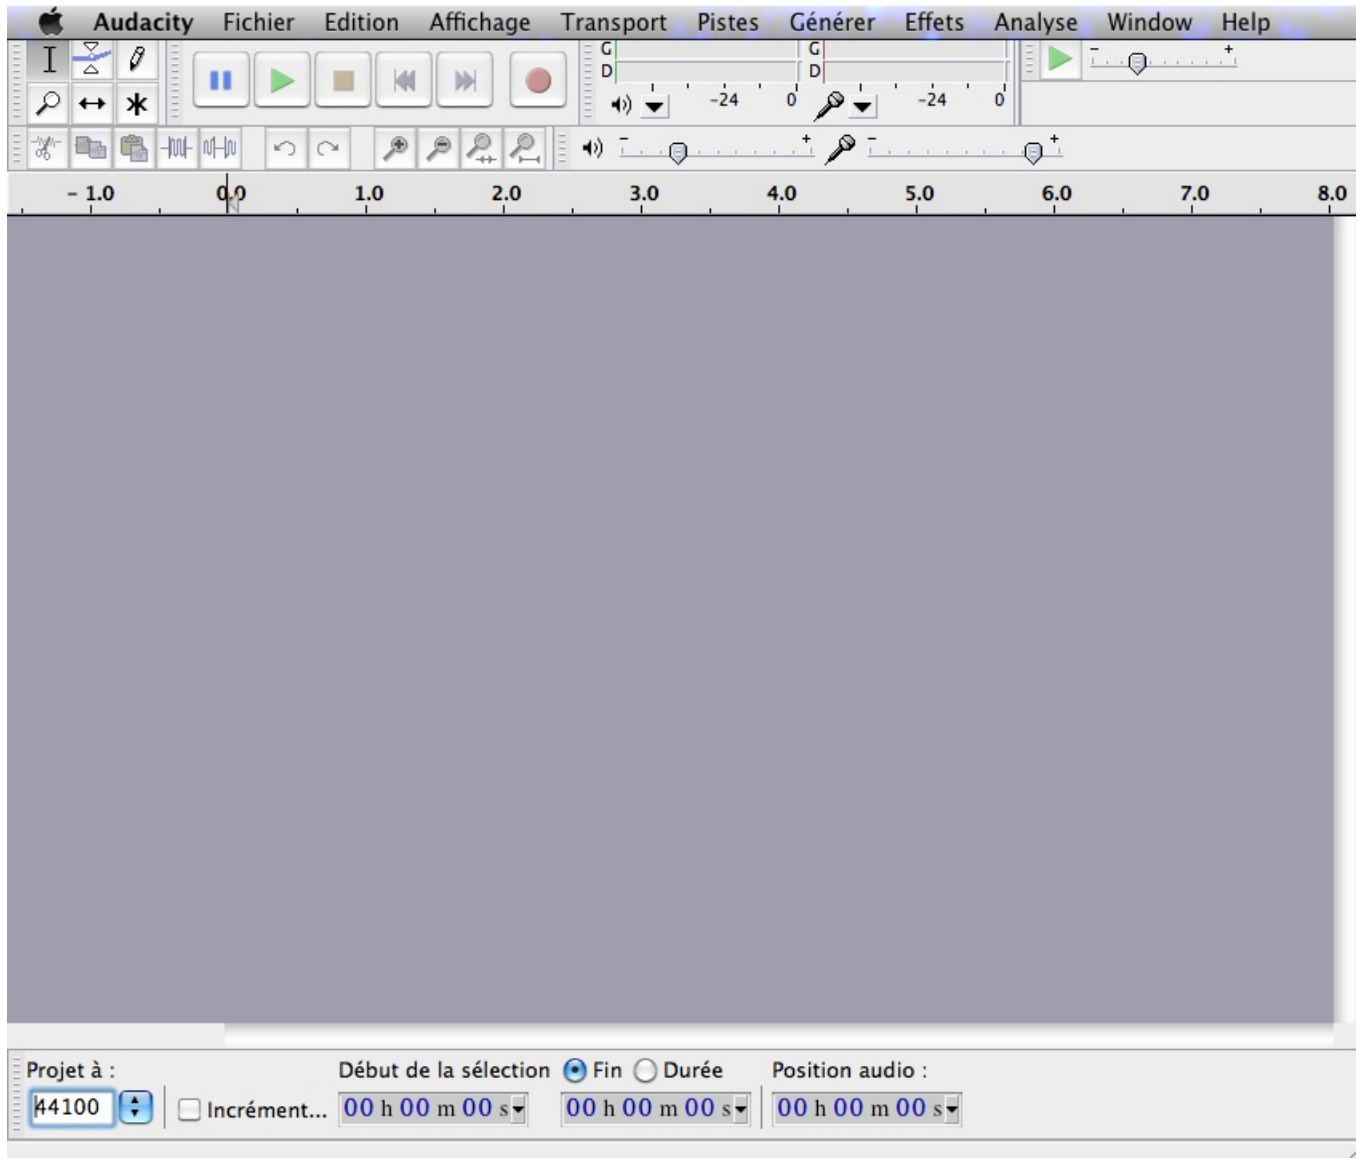 Audacity Fichier Edition Affichage Transport Pistes Générer Effets Analyse Window Help
G G
D D
-24 0 -24 0
- +
- + - +
- 1.0 0.0 1.0 2.0 3.0 4.0 5.0 6.0 7.0 8.0
Projet à : Début de la sélection Fin Durée Position audio :
44100 Incrément... 00 h 00 m 00 s 00 h 00 m 00 s 00 h 00 m 00 s